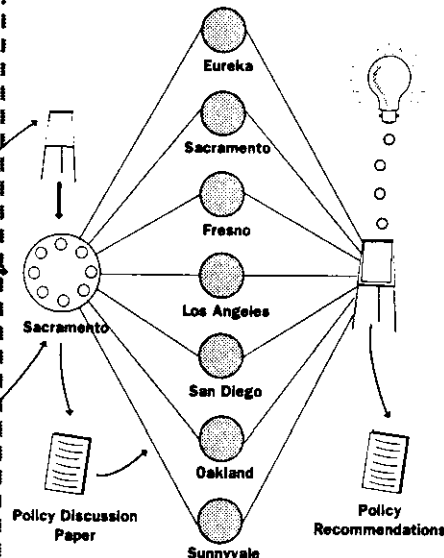 Eureka
Sacramento
Fresno
Los Angeles
Sacramento
San Diego
Oakland
Policy Discussion
Paper
Policy
Recommendations
Sunnyvale